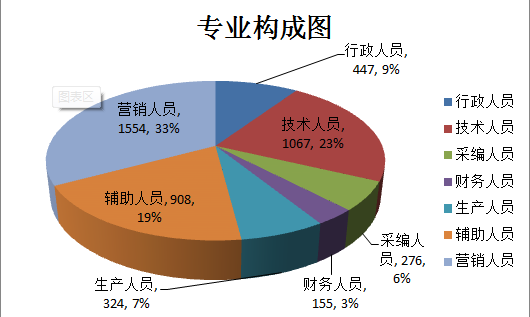 专业构成图
行政人员,
447, 9%
图表区
营销人员
1554, 33%
技术人员,
1067, 23%
辅助人员, 908,
19%
采编人
员, 276,
6%
生产人员
324, 7%
财务人员,
155, 3%
行政人员
技术人员
采编人员
财务人员
生产人员
辅助人员
营销人员